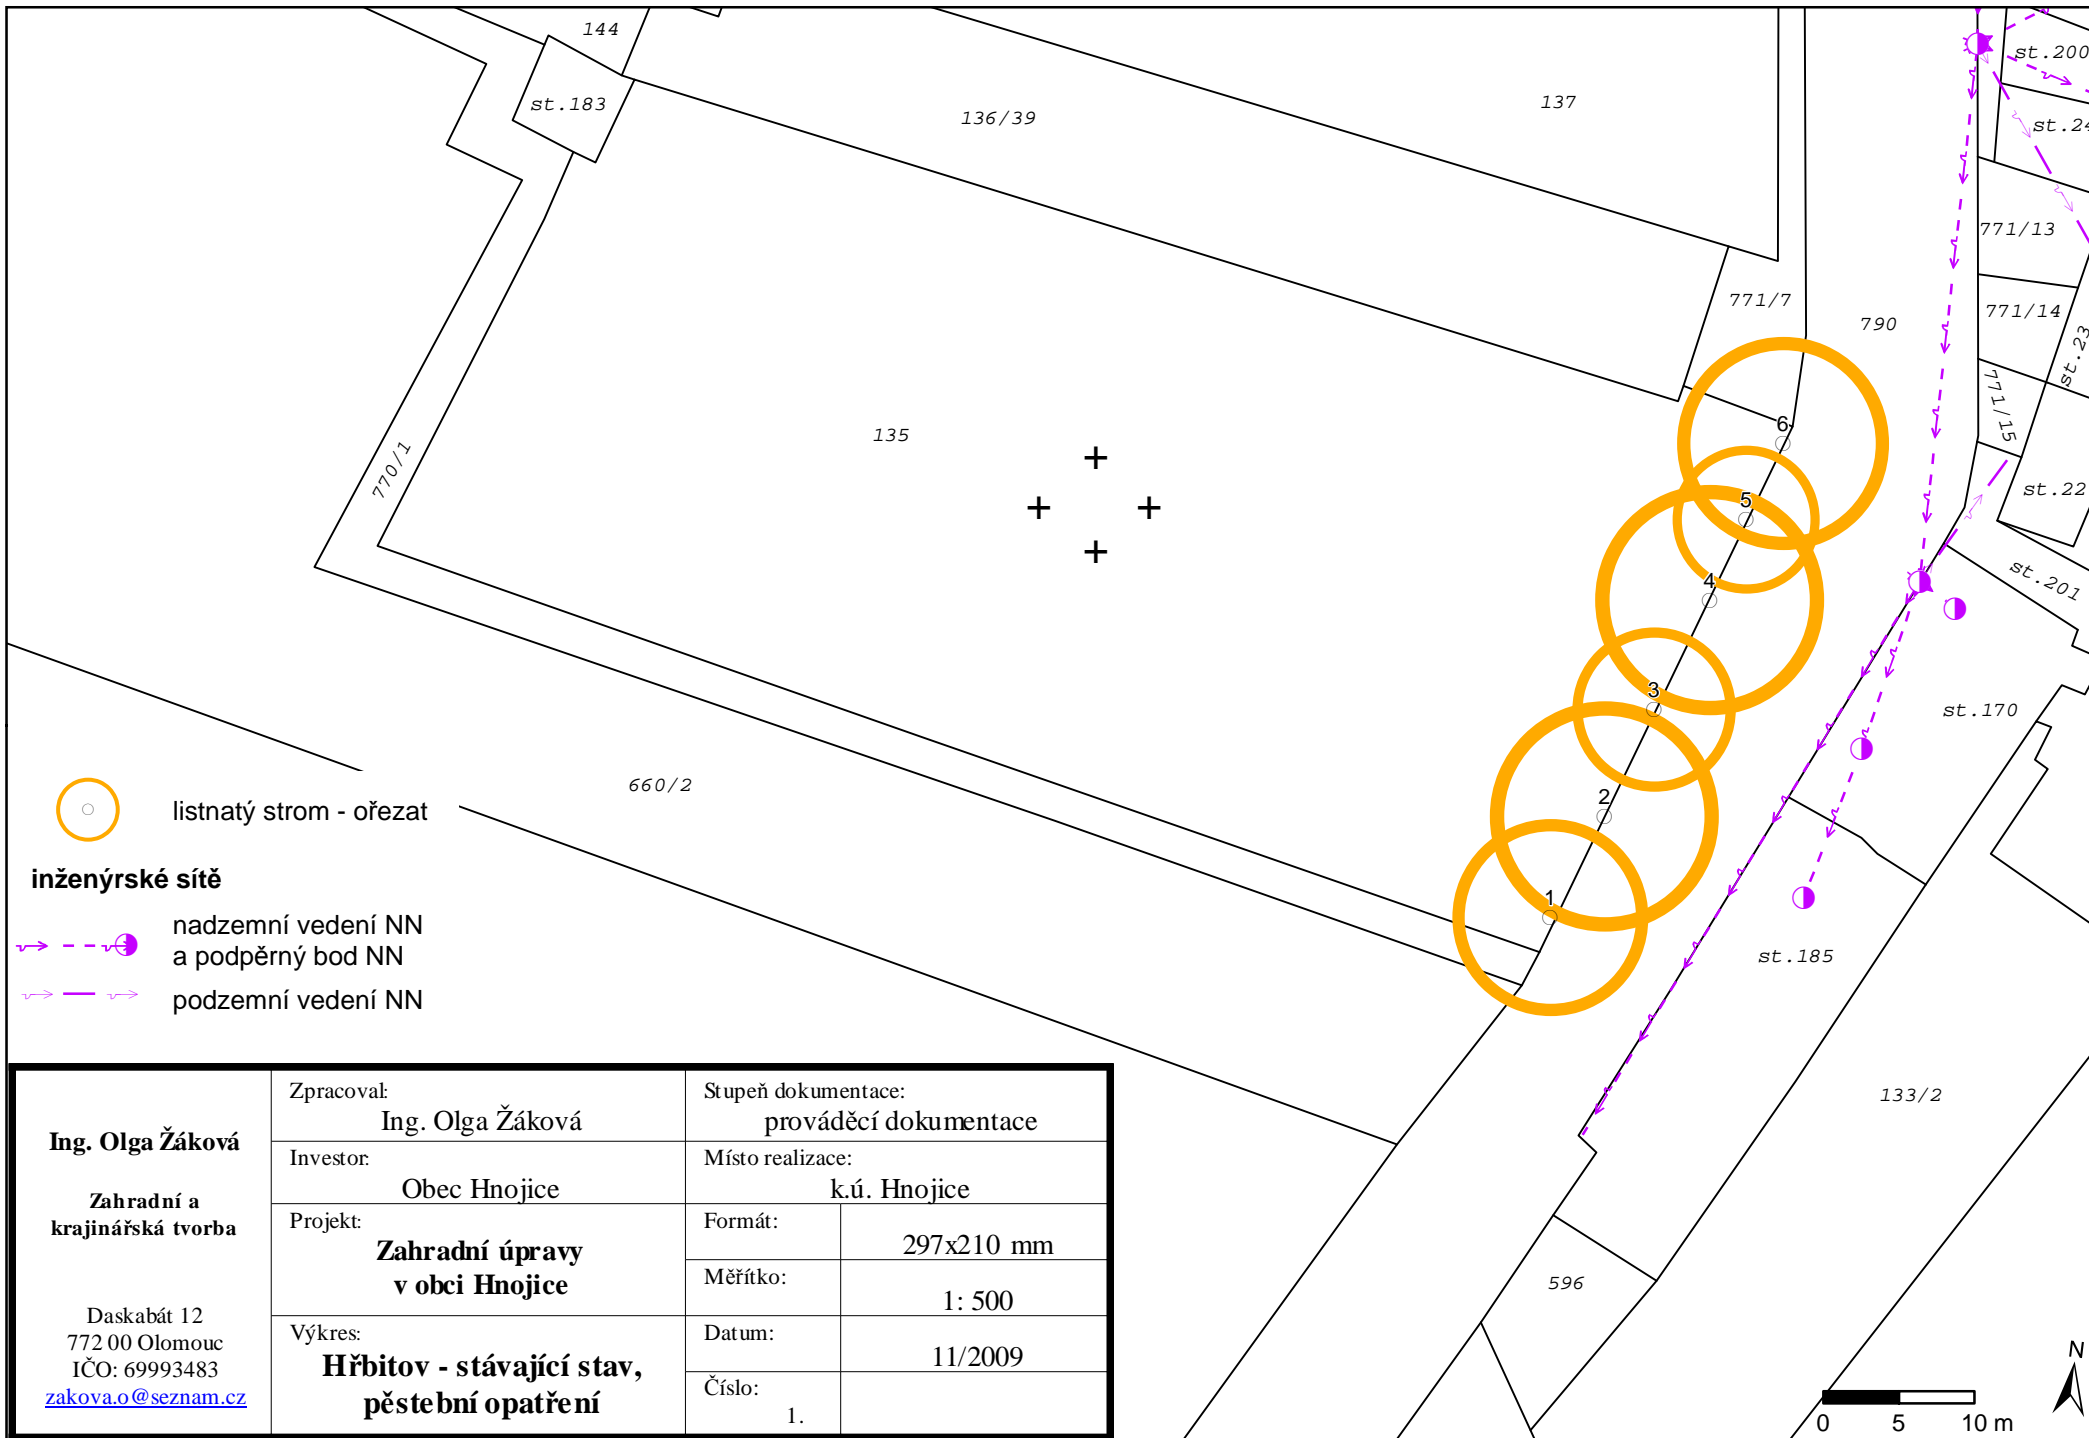 144
st.183
136/39
137
st.200
st.24
771/13
771/7
790
771/14
st.23
771/15
135
770/1
6
5
4
3
2
1
st.22
st.201
st.170
660/2
st.185
133/2
596
listnatý strom - ořezat
inženýrské sítě
nadzemní vedení NN
a podpěrný bod NN
podzemní vedení NN
Ing. Olga Žáková
Zahradní a
krajinářská tvorba
Daskabát 12
772 00 Olomouc
IČO: 69993483
zakova.o@seznam.cz
Zpracoval:
Ing. Olga Žáková
Investor:
Obec Hnojice
Projekt:
Zahradní úpravy
v obci Hnojice
Výkres:
Hřbitov - stávající stav,
pěstební opatření
Stupeň dokumentace:
prováděcí dokumentace
Místo realizace:
k.ú. Hnojice
Formát:
297x210 mm
Měřítko:
1: 500
Datum:
11/2009
Číslo:
1.
N
0 5 10 m